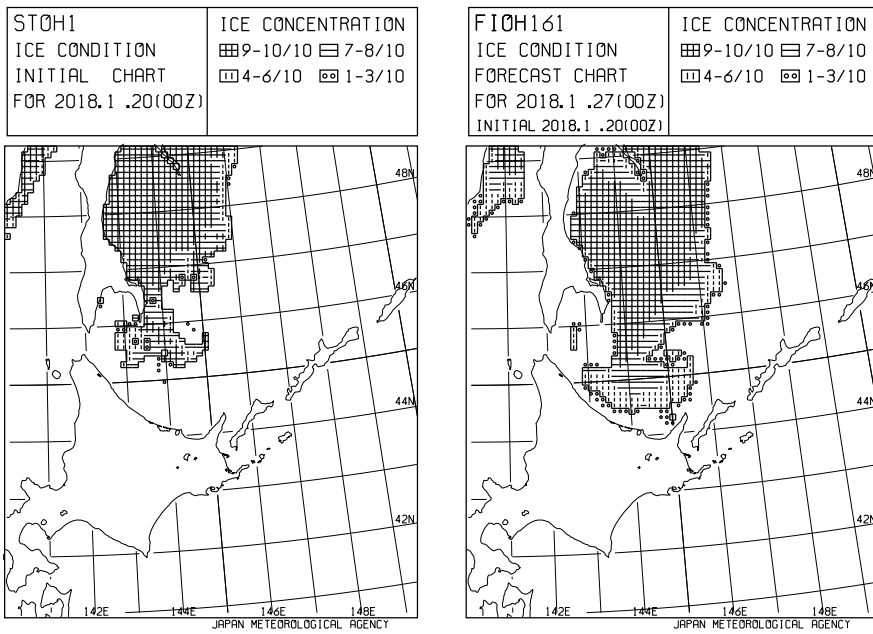 STOH1
ICE CONDITION
INITIAL CHART
FOR 2018.1 .20(00Z)
ICE CONCENTRATION
9-10/10 7-8/10
4-6/10 1-3/10
48N
46N
44N
42N
142E 144E 146E 148E
JAPAN METEOROLOGICAL AGENCY
FIOH161
ICE CONDITION
FORECAST CHART
FOR 2018.1 .27(00Z)
INITIAL 2018.1 .20(00Z)
ICE CONCENTRATION
9-10/10 7-8/10
4-6/10 1-3/10
48N
46N
44N
42N
142E 144E 146E 148E
JAPAN METEOROLOGICAL AGENCY